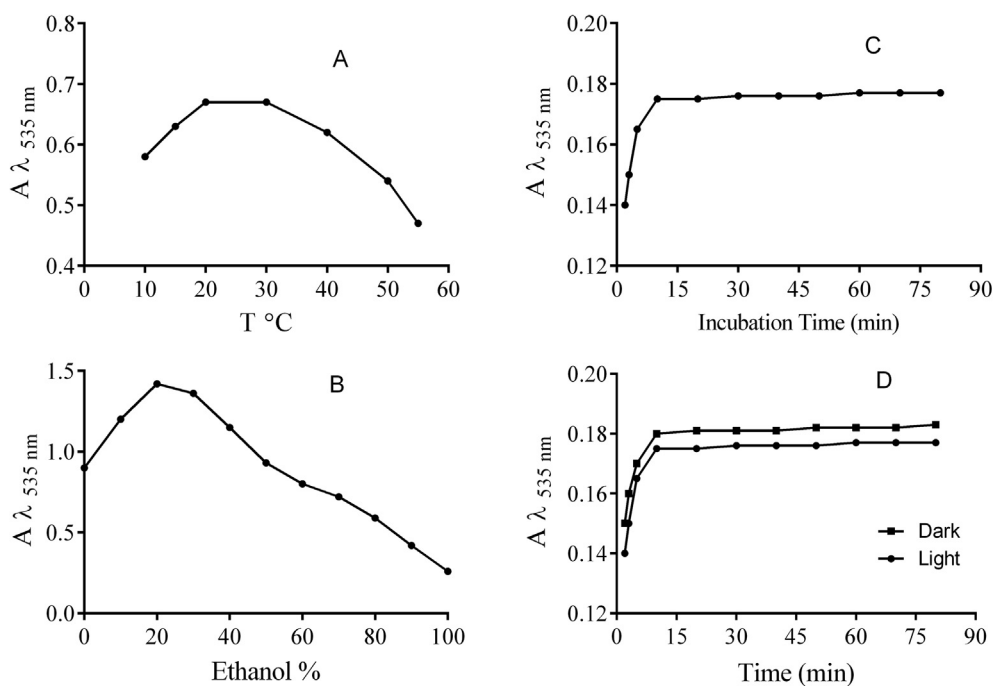 A
A λ 535 nm
0.8
0.7
0.6
0.5
0.4
0 10 20 30 40 50 60
T °C
C
A λ 535 nm
0.20
0.18
0.16
0.14
0.12
0 15 30 45 60 75 90
Incubation Time (min)
B
A λ 535 nm
1.5
1.0
0.5
0.0
0 20 40 60 80 100
Ethanol %
D
A λ 535 nm
0.20
0.18
0.16
0.14
0.12
Dark
Light
0 15 30 45 60 75 90
Time (min)